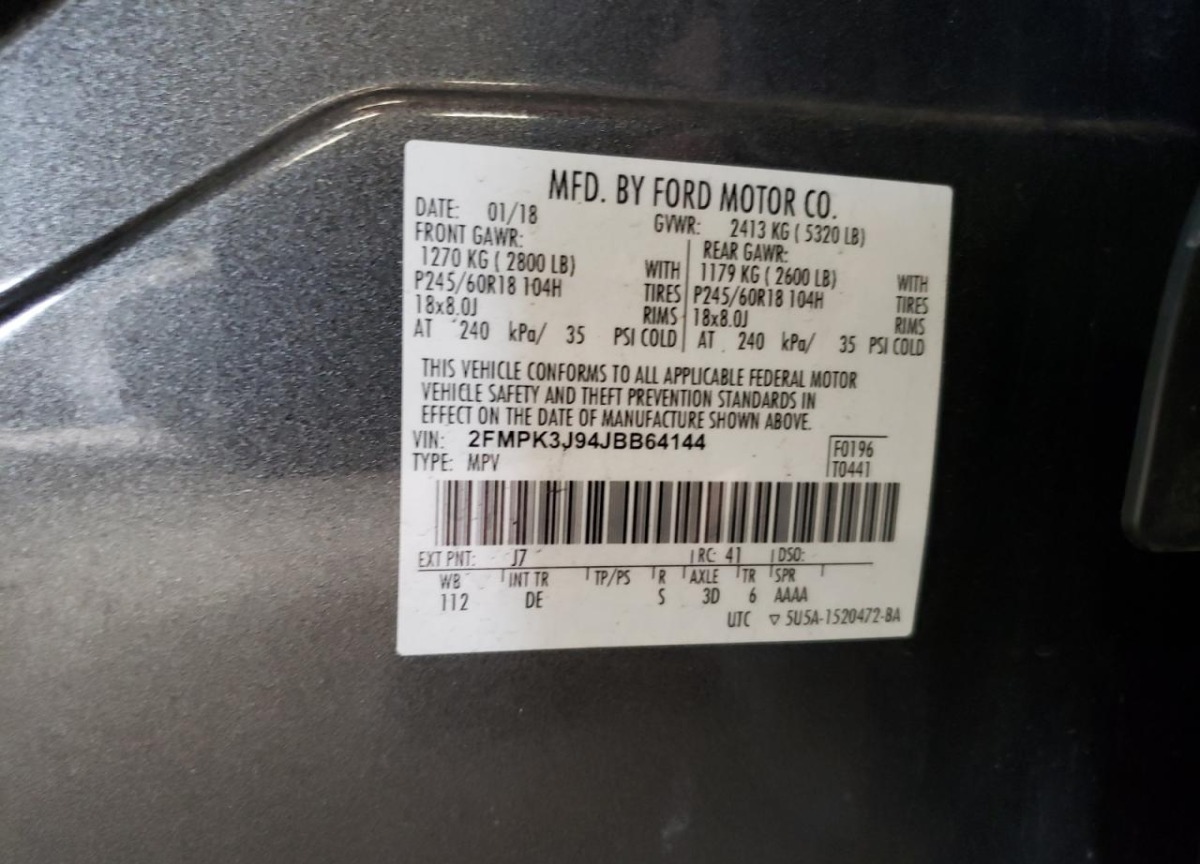 MFD. BY FORD MOTOR CO.
DATE: 01/18 GVWR: 2413 KG ( 5320 LB)
FRONT GAWR: REAR GAWR:
1270 KG ( 2800 LB) WITH 1179 KG ( 2600 LB) WITH
P245/60R18 104H TIRES P245/60R18 104H TIRES
18x8.0J RIMS 18x8.0J RIMS
AT 240 kPa/ 35 PSI COLD AT 240 kPa/ 35 PSI COLD
THIS VEHICLE CONFORMS TO ALL APPLICABLE FEDERAL MOTOR
VEHICLE SAFETY AND THEFT PREVENTION STANDARDS IN
EFFECT ON THE DATE OF MANUFACTURE SHOWN ABOVE.
VIN: 2FMPK3J94JBB64144 F0196
TYPE: MPV T0441
EXT PNT: J7 RC: 41 DSO:
WB INT TR TP/PS R AXLE TR SPR
112 DE S 3D 6 AAAA
UTC ▽ 5U5A-1520472-BA